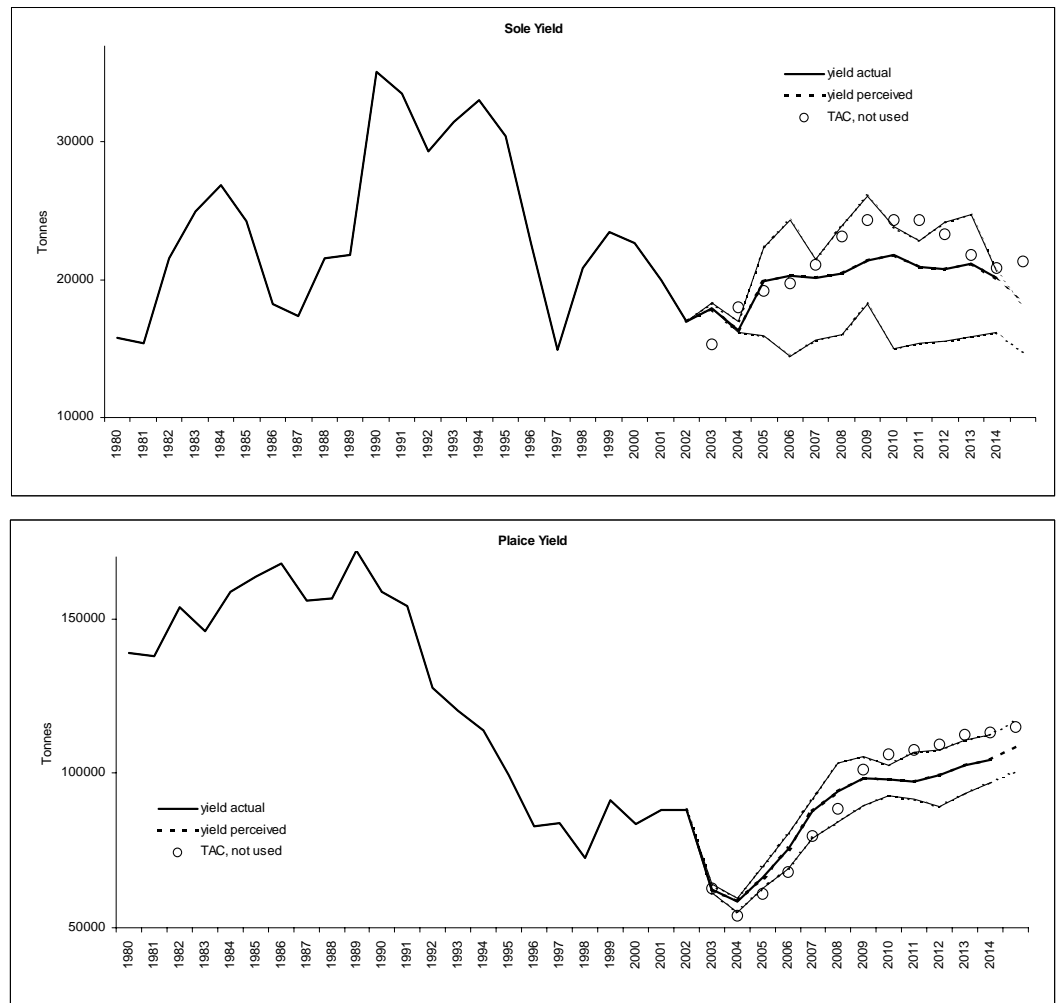 Sole Yield
yield actual
yield perceived
TAC, not used
30000
20000
10000
Tonnes
1980 1981 1982 1983 1984 1985 1986 1987 1988 1989 1990 1991 1992 1993 1994 1995 1996 1997 1998 1999 2000 2001 2002 2003 2004 2005 2006 2007 2008 2009 2010 2011 2012 2013 2014
Plaice Yield
150000
100000
50000
Tonnes
yield actual
yield perceived
TAC, not used
1980 1981 1982 1983 1984 1985 1986 1987 1988 1989 1990 1991 1992 1993 1994 1995 1996 1997 1998 1999 2000 2001 2002 2003 2004 2005 2006 2007 2008 2009 2010 2011 2012 2013 2014